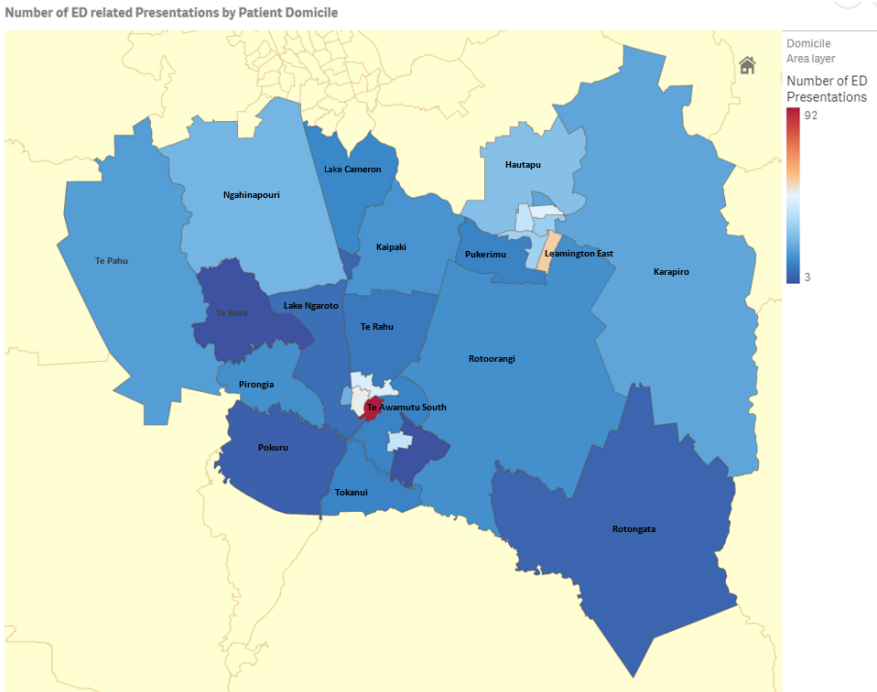 Number of ED related Presentations by Patient Domicile
Domicile
Area layer
Number of ED
Presentations
92
3
Lake Cameron
Hautapu
Ngahinapouri
Kaipaki
Pukerimu
Leamington East
Te Pahu
Karapiro
Lake Ngaroto
Te Rore
Te Rahu
Rotoorangi
Pirongia
Te Awamutu South
Pokuru
Tokanui
Rotongata